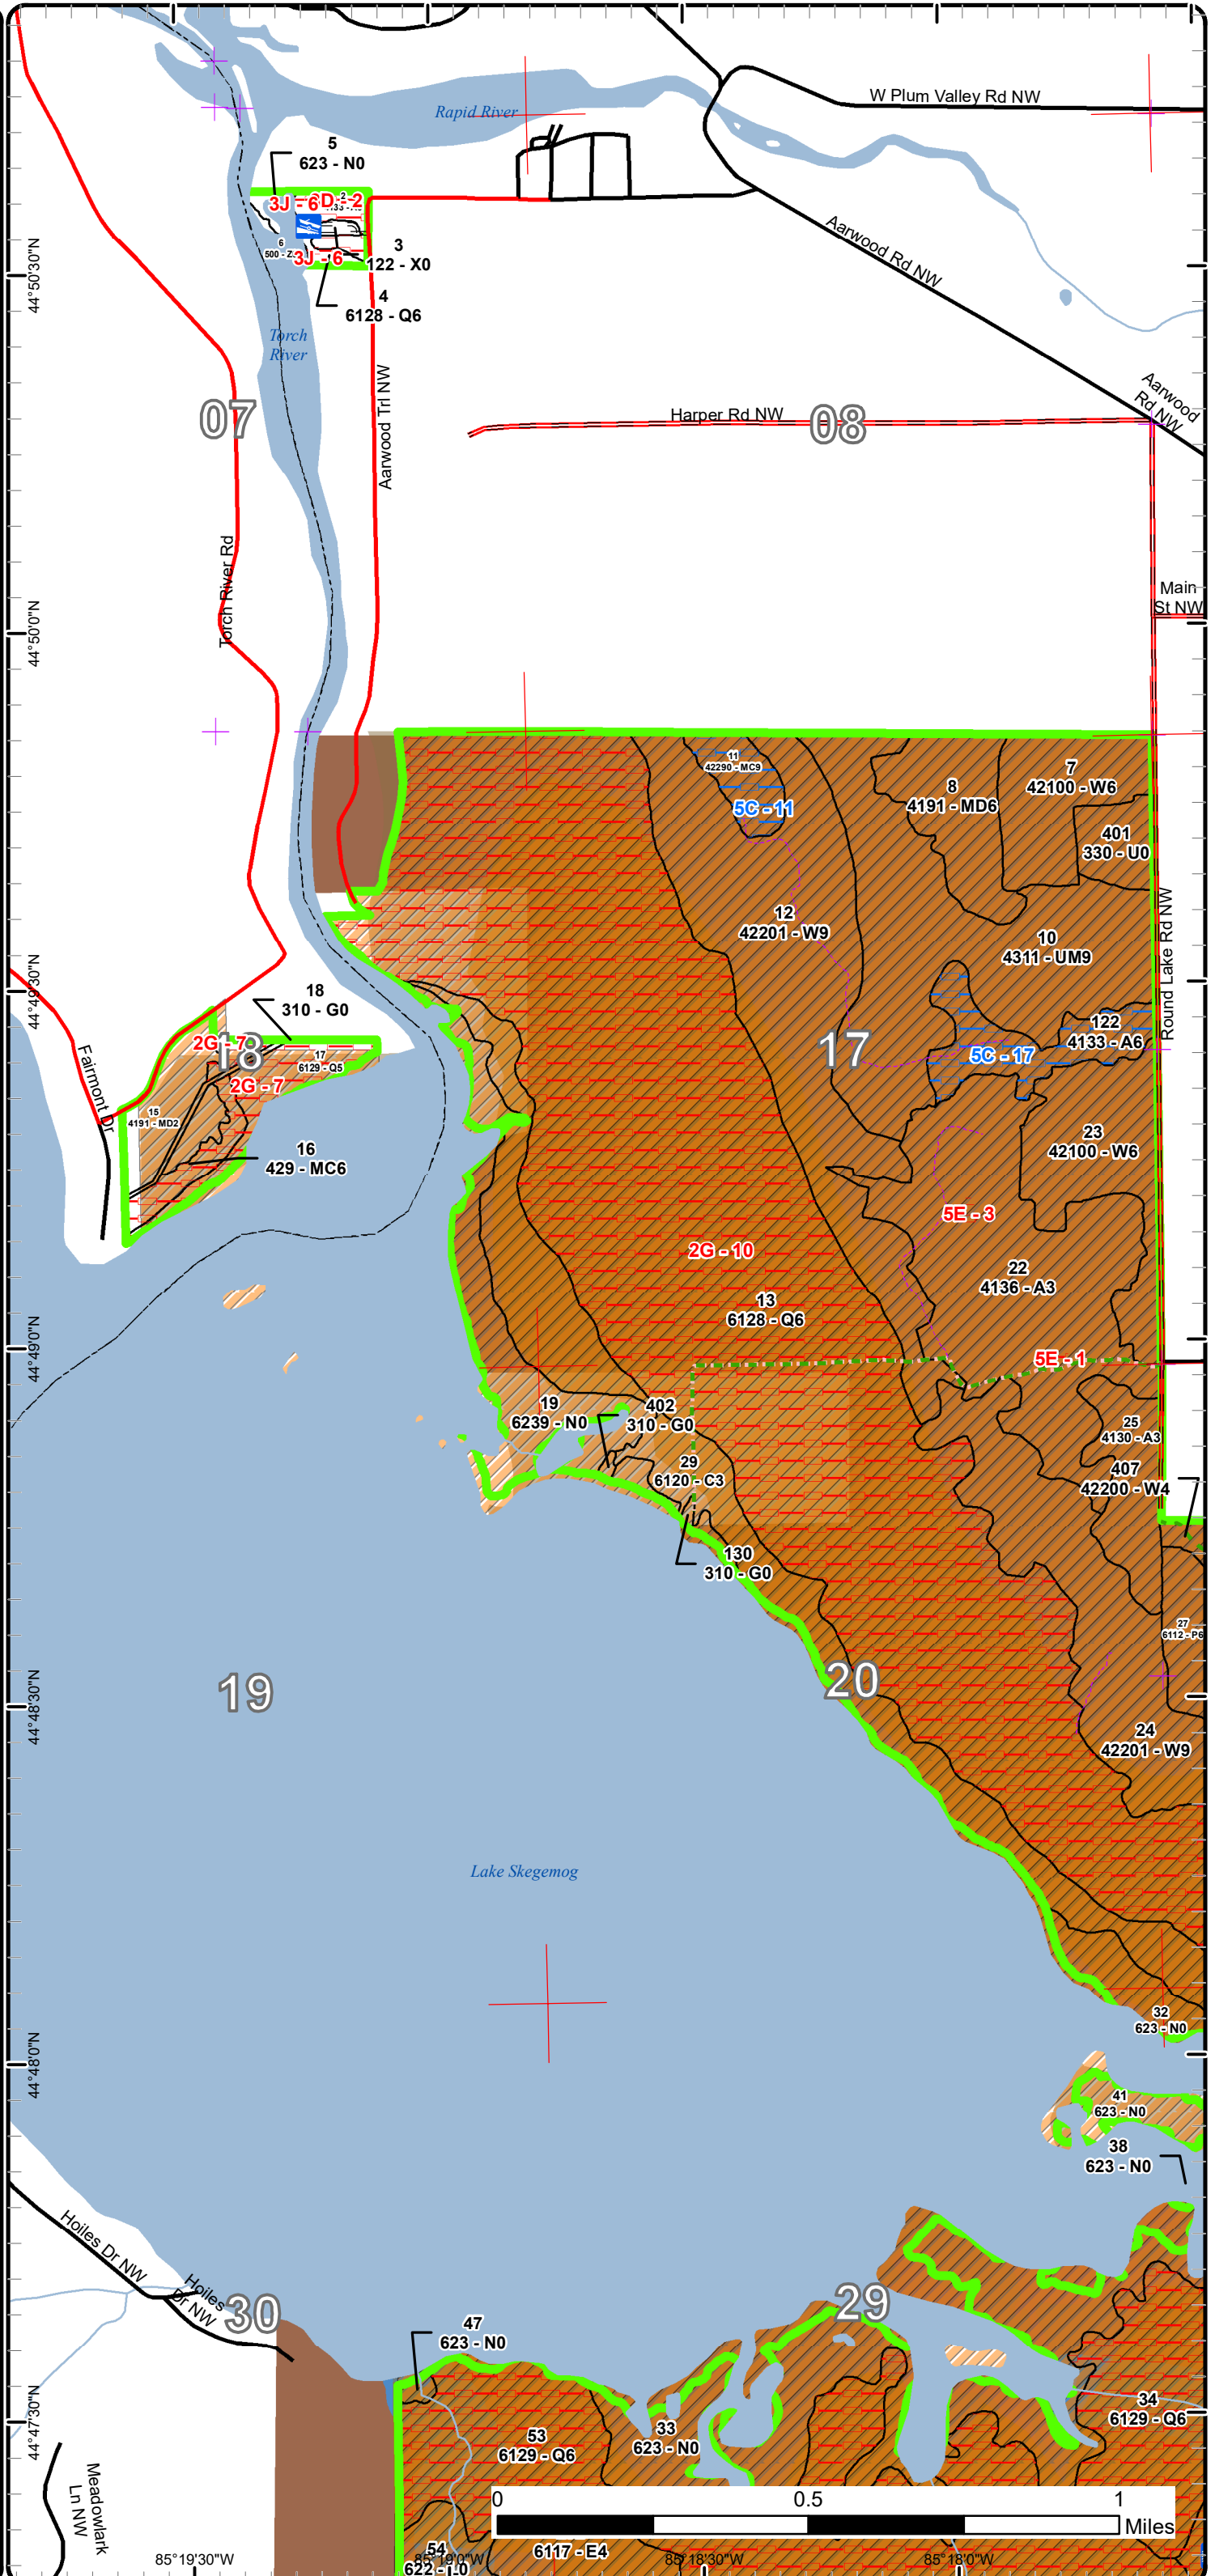 W Plum Valley Rd NW
Rapid River
5
623 - N0
3J - 6
D - 2
2
6
500 - Z
3J - 6
3
122 - X0
4
6128 - Q6
Aarwood Rd NW
44°50'30"N
Torch
River
07
Aarwood Trl NW
Harper Rd NW
08
Aarwood
Rd NW
Torch River Rd
44°50'0"N
Main
St NW
11
42290 - MC9
5C - 11
8
4191 - MD6
7
42100 - W6
401
330 - U0
12
42201 - W9
10
4311 - UM9
Round Lake Rd NW
44°49'30"N
18
310 - G0
Fairmont Dr
2G - 7
18
17
6129 - Q5
2G - 7
15
4191 - MD2
16
429 - MC6
17
122
4133 - A6
5C - 17
23
42100 - W6
5E - 3
2G - 10
22
4136 - A3
13
6128 - Q6
44°49'0"N
5E - 1
19
6239 - N0
402
310 - G0
25
4130 - A3
29
6120 - C3
407
42200 - W4
130
310 - G0
27
6112 - P6
19
20
44°48'30"N
24
42201 - W9
Lake Skegemog
32
623 - N0
44°48'0"N
41
623 - N0
38
623 - N0
Hoiles Dr NW
Hoiles
Dr NW
30
29
47
623 - N0
34
6129 - Q6
44°47'30"N
33
623 - N0
53
6129 - Q6
Meadowlark
Ln NW
0
0.5
1
Miles
54
622 - L0
6117 - E4
85°19'30"W
85°19'0"W
85°18'30"W
85°18'0"W